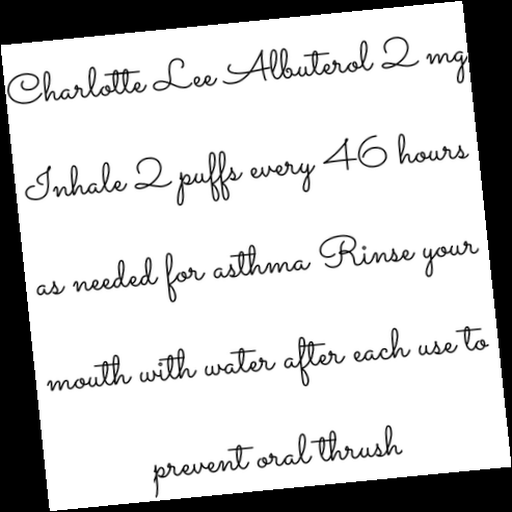 Charlotte Lee Albuterol 2 mg
Inhale 2 puffs every 46 hours
as needed for asthma Rinse your
mouth with water after each use to
prevent oral thrush